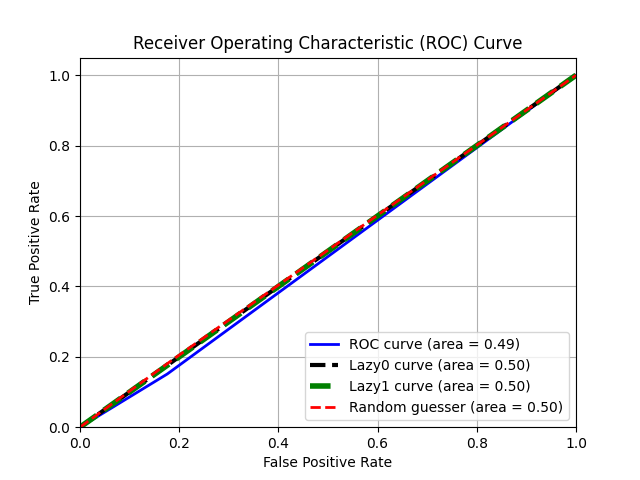 Receiver Operating Characteristic (ROC) Curve
True Positive Rate
1.0
0.8
0.6
0.4
0.2
0.0
ROC curve (area = 0.49)
Lazy0 curve (area = 0.50)
Lazy1 curve (area = 0.50)
Random guesser (area = 0.50)
0.0 0.2 0.4 0.6 0.8 1.0
False Positive Rate